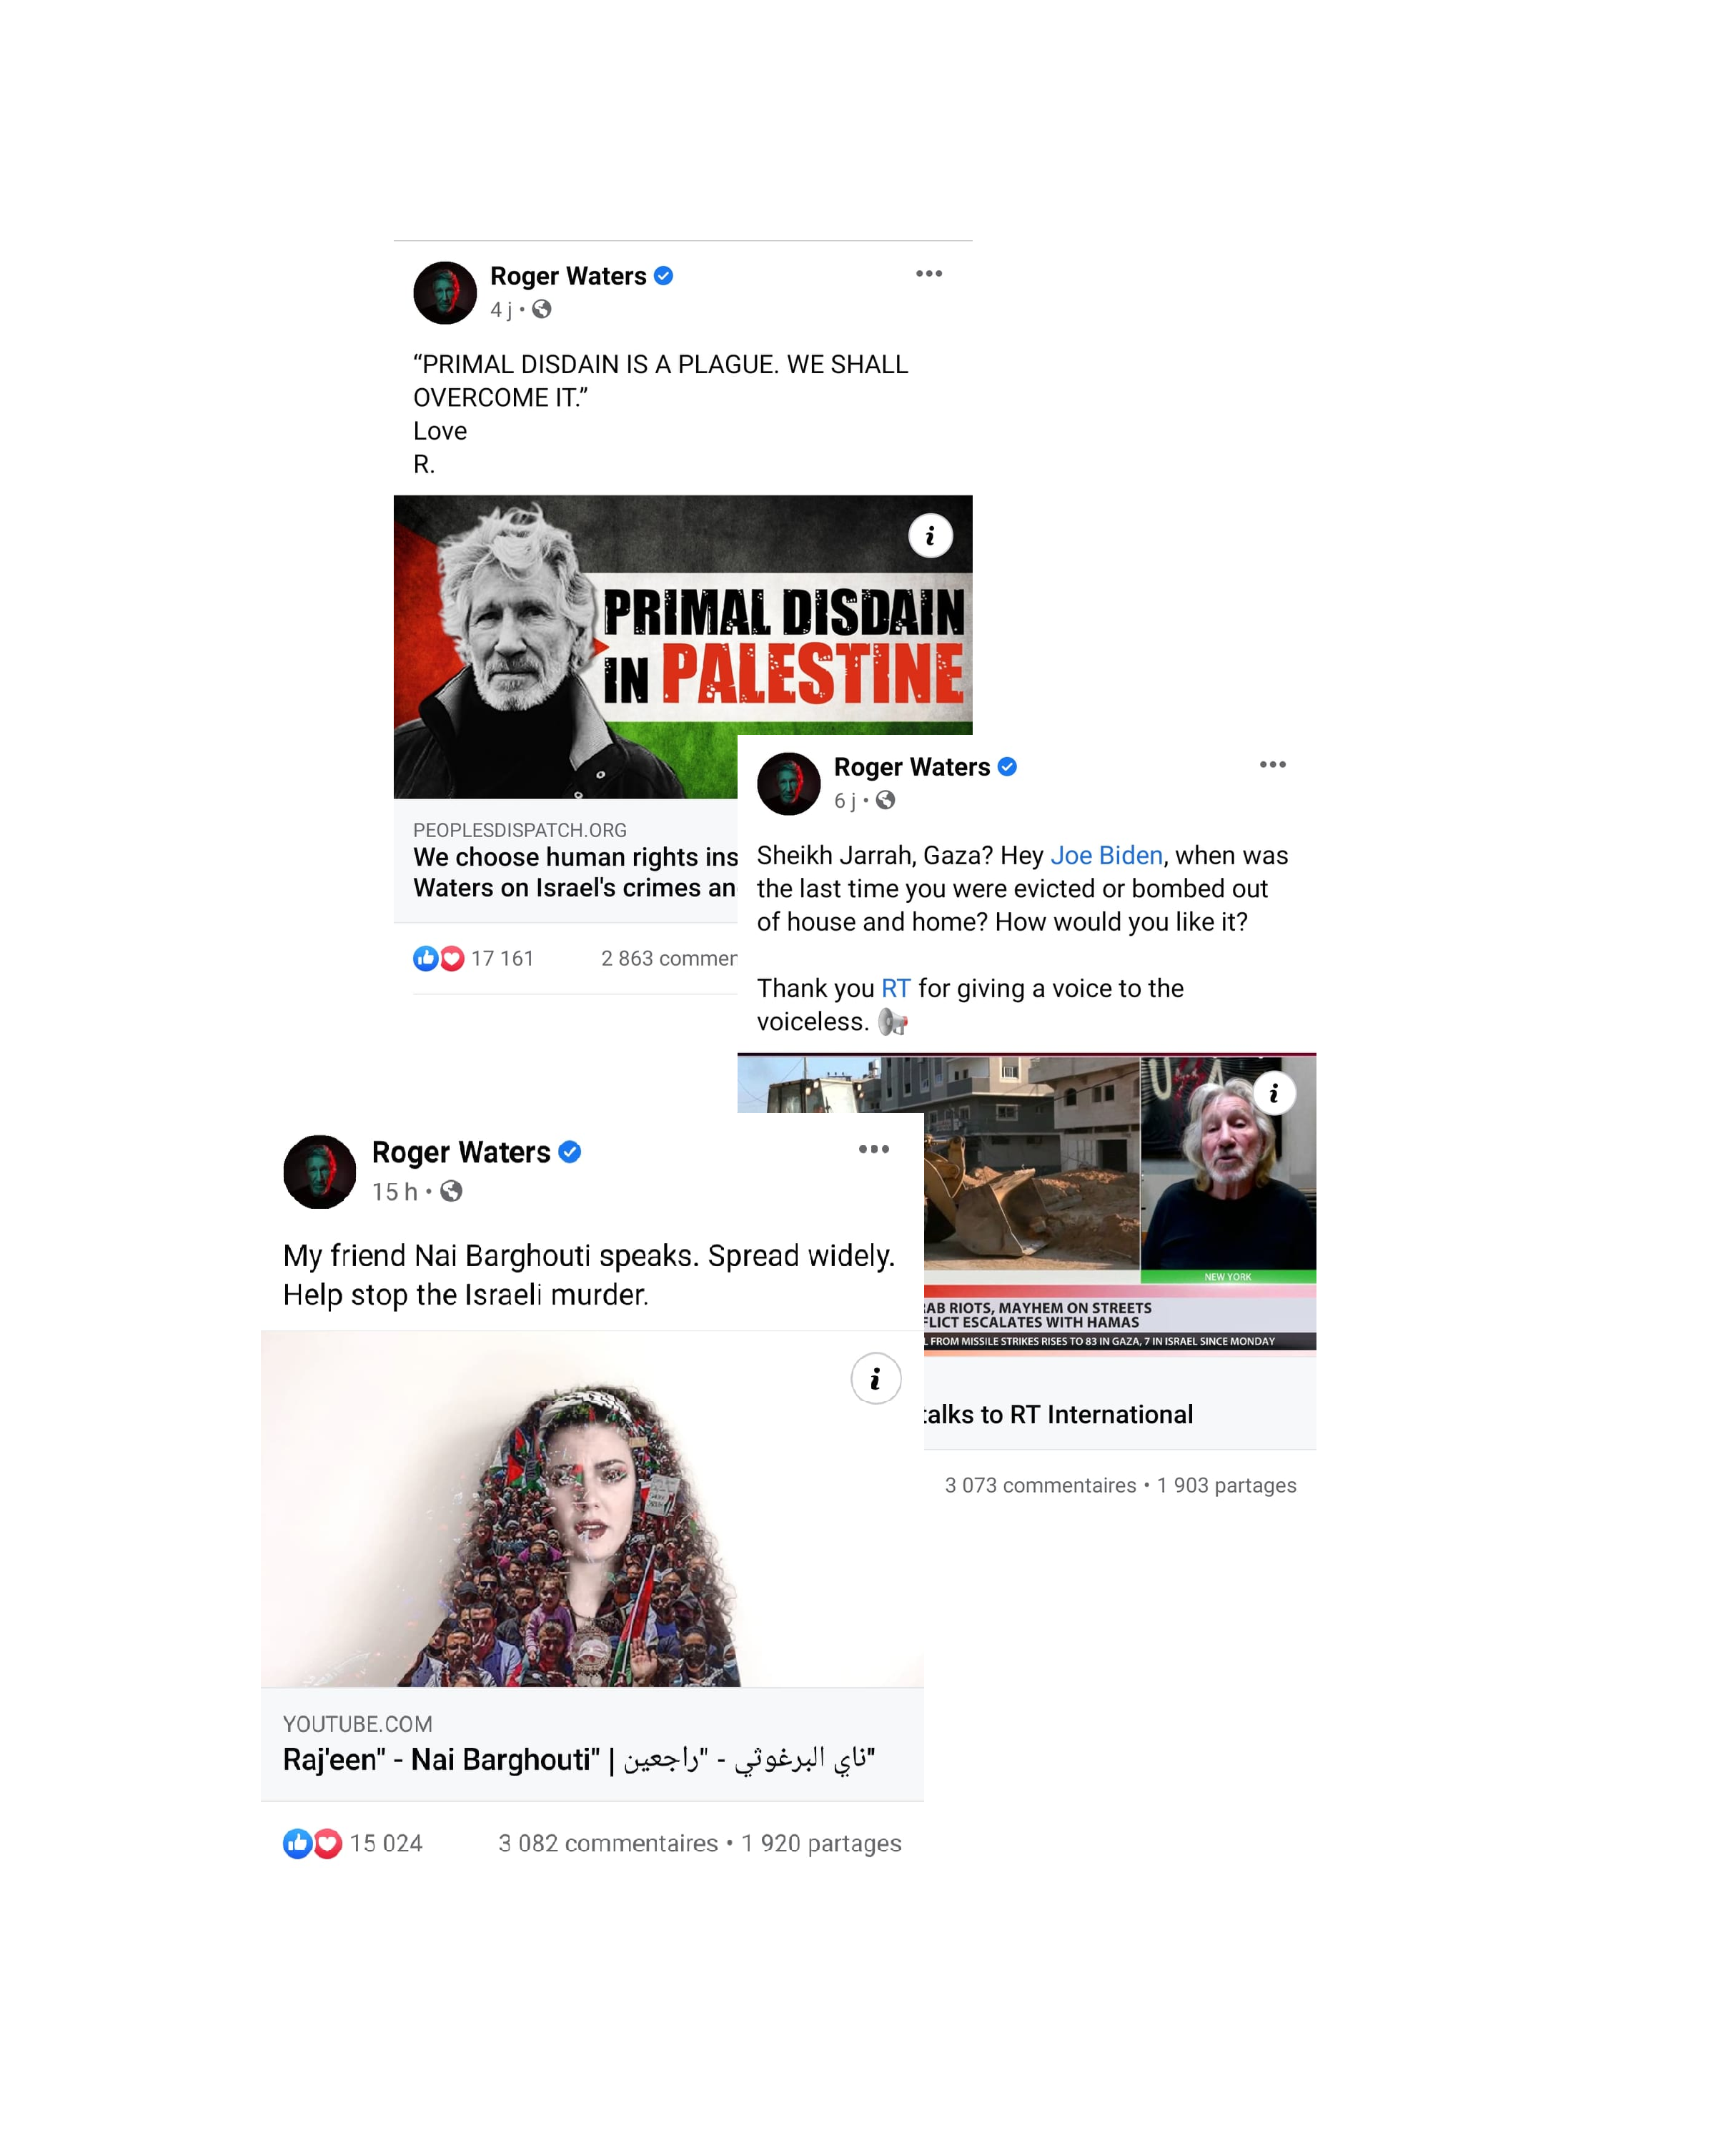 Roger Waters
4 j
“PRIMAL DISDAIN IS A PLAGUE. WE SHALL
OVERCOME IT.”
Love
R.
PRIMAL DISDAIN
IN PALESTINE
PEOPLESDISPATCH.ORG
We choose human rights ins
Waters on Israel's crimes an
17 161 2 863 commen
Roger Waters
6 j
Sheikh Jarrah, Gaza? Hey Joe Biden, when was
the last time you were evicted or bombed out
of house and home? How would you like it?
Thank you RT for giving a voice to the
voiceless.
NEW YORK
RAB RIOTS, MAYHEM ON STREETS
FLICT ESCALATES WITH HAMAS
L FROM MISSILE STRIKES RISES TO 83 IN GAZA, 7 IN ISRAEL SINCE MONDAY
talks to RT International
3 073 commentaires • 1 903 partages
Roger Waters
15 h
My friend Nai Barghouti speaks. Spread widely.
Help stop the Israeli murder.
YOUTUBE.COM
Raj'een" - Nai Barghouti" | ناي البرغوثي - "راجعين"
15 024 3 082 commentaires • 1 920 partages